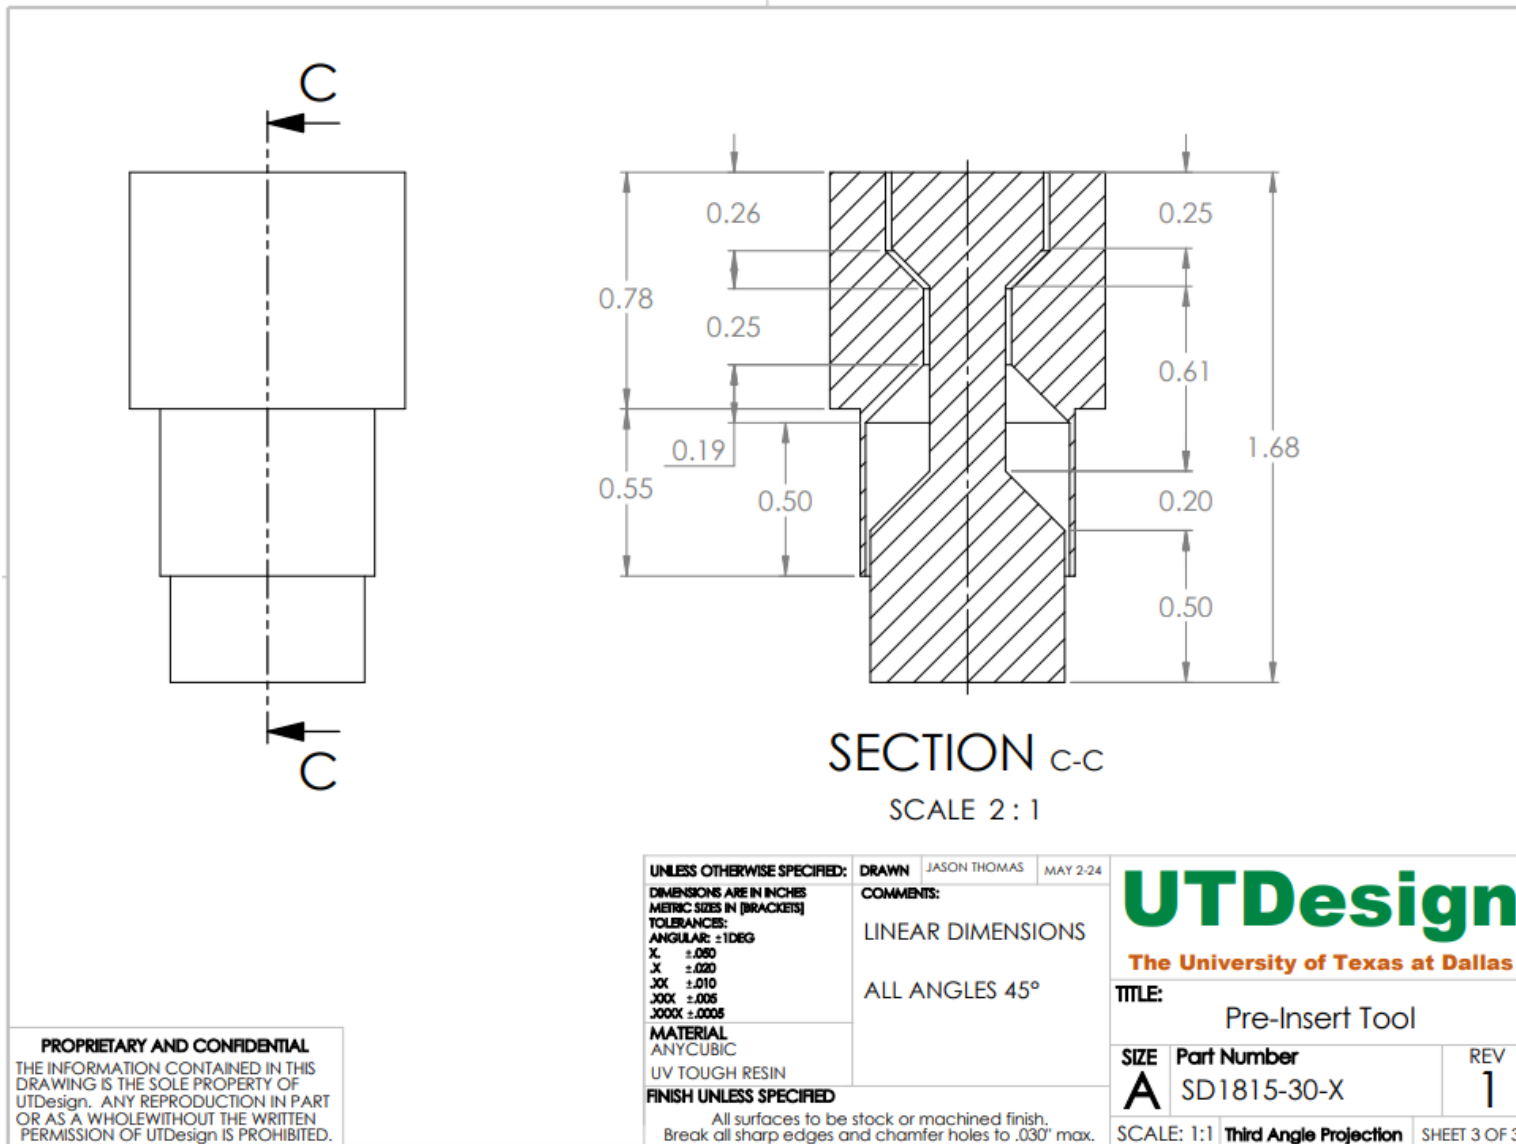 C
C
0.78
0.55
0.26
0.25
0.19
0.50
0.25
0.61
0.20
0.50
1.68
SECTION C-C
SCALE 2 : 1
PROPRIETARY AND CONFIDENTIAL
THE INFORMATION CONTAINED IN THIS
DRAWING IS THE SOLE PROPERTY OF
UTDesign. ANY REPRODUCTION IN PART
OR AS A WHOLEWITHOUT THE WRITTEN
PERMISSION OF UTDesign IS PROHIBITED.
UNLESS OTHERWISE SPECIFIED:
DIMENSIONS ARE IN INCHES
METRIC SIZES IN [BRACKETS]
TOLERANCES:
ANGULAR: ±1DEG
X. ±.050
.X ±.020
.XX ±.010
.XXX ±.005
.XXXX ±.0005
MATERIAL
ANYCUBIC
UV TOUGH RESIN
FINISH UNLESS SPECIFIED
All surfaces to be stock or machined finish.
Break all sharp edges and chamfer holes to .030" max.
DRAWN JASON THOMAS MAY 2-24
COMMENTS:
LINEAR DIMENSIONS
ALL ANGLES 45°
UTDesign
The University of Texas at Dallas
TITLE:
Pre-Insert Tool
SIZE
A
Part Number
SD1815-30-X
REV
1
SCALE: 1:1 Third Angle Projection SHEET 3 OF 3